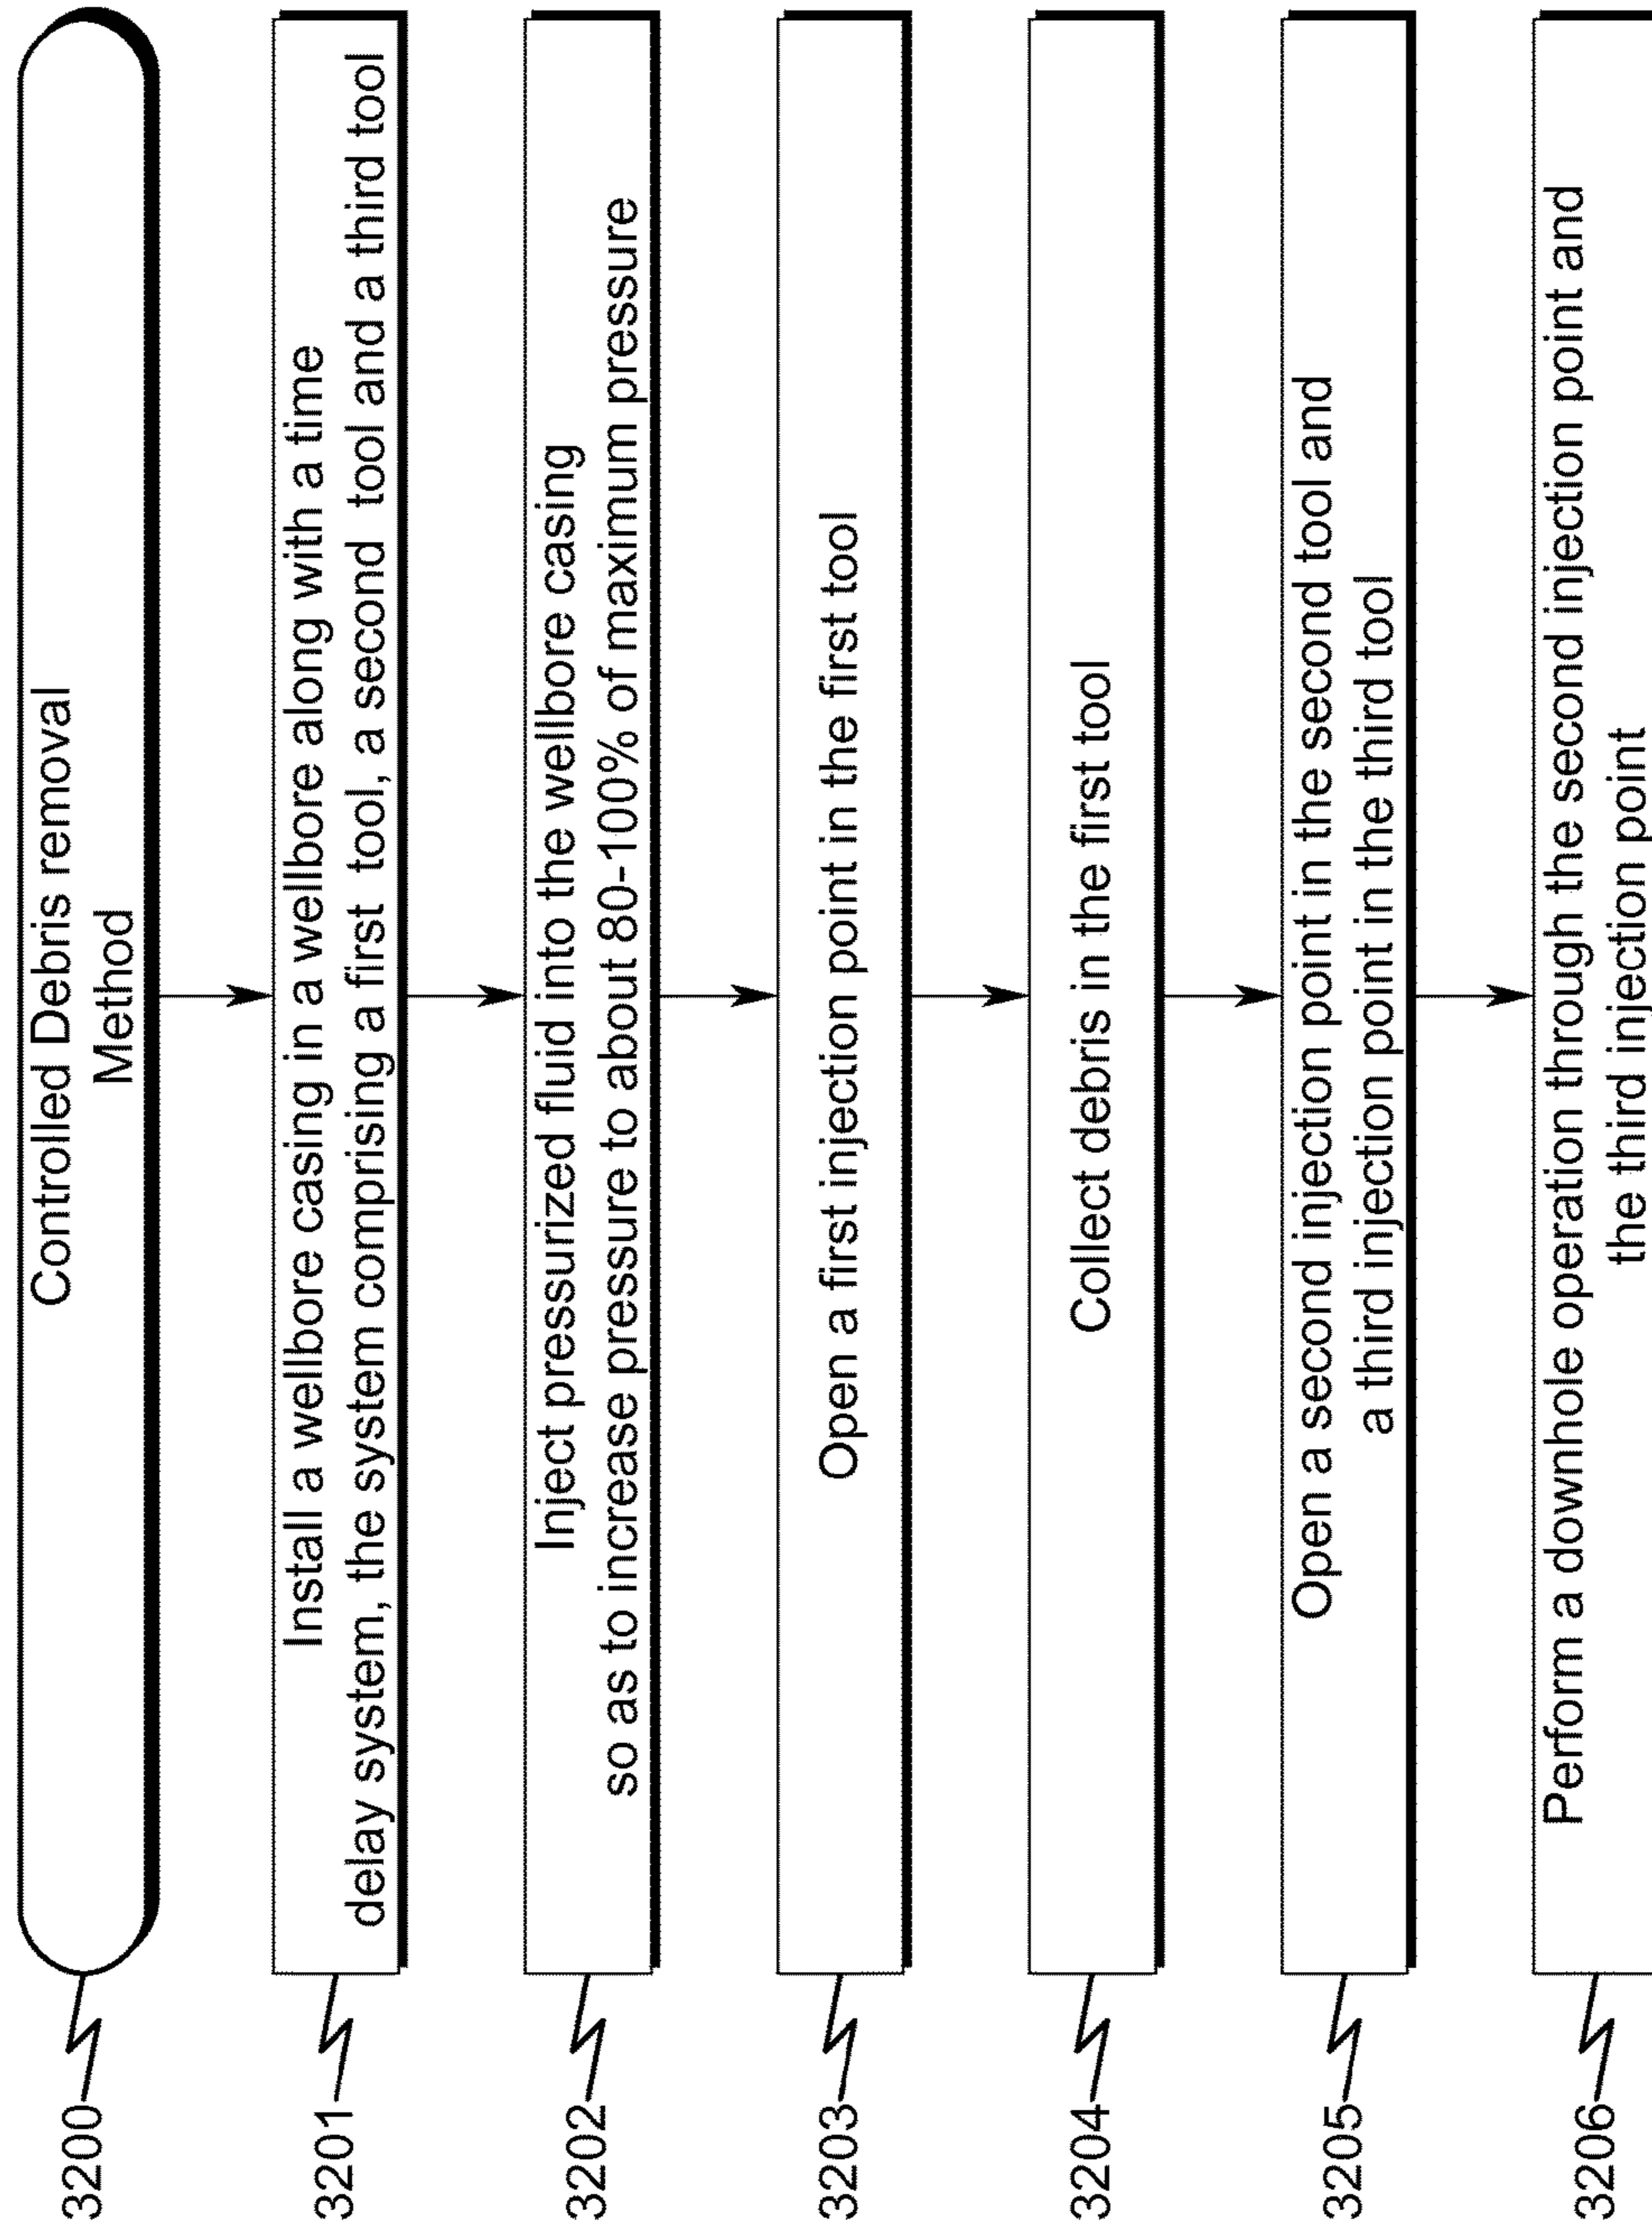 3200
Controlled Debris removal
Method
3201
Install a wellbore casing in a wellbore along with a time
delay system, the system comprising a first tool, a second tool and a third tool
3202
Inject pressurized fluid into the wellbore casing
so as to increase pressure to about 80-100% of maximum pressure
3203
Open a first injection point in the first tool
3204
Collect debris in the first tool
3205
Open a second injection point in the second tool and
a third injection point in the third tool
3206
Perform a downhole operation through the second injection point and
the third injection point